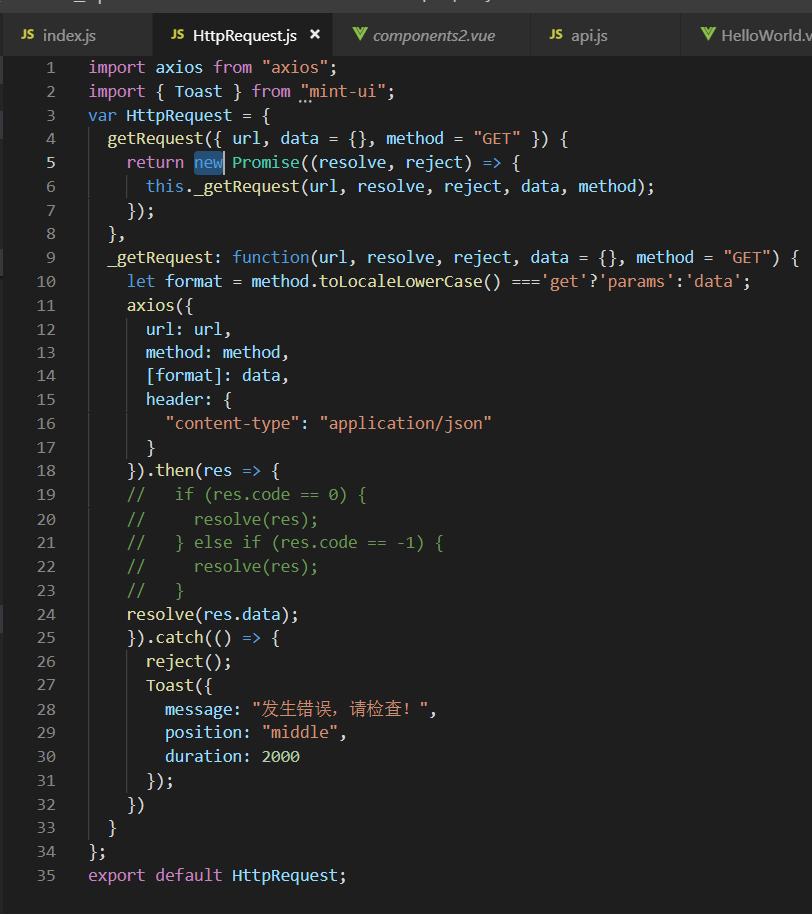 JS index.js JS HttpRequest.js × components2.vue JS api.js HelloWorld.v
1 import axios from "axios";
2 import { Toast } from "mint-ui";
3 var HttpRequest = {
4 getRequest({ url, data = {}, method = "GET" }) {
5 return new Promise((resolve, reject) => {
6 this._getRequest(url, resolve, reject, data, method);
7 });
8 },
9 _getRequest: function(url, resolve, reject, data = {}, method = "GET") {
10 let format = method.toLocaleLowerCase() ==='get'?'params':'data';
11 axios({
12 url: url,
13 method: method,
14 [format]: data,
15 header: {
16 "content-type": "application/json"
17 }
18 }).then(res => {
19 // if (res.code == 0) {
20 // resolve(res);
21 // } else if (res.code == -1) {
22 // resolve(res);
23 // }
24 resolve(res.data);
25 }).catch(() => {
26 reject();
27 Toast({
28 message: "发生错误，请检查！",
29 position: "middle",
30 duration: 2000
31 });
32 })
33 }
34 };
35 export default HttpRequest;